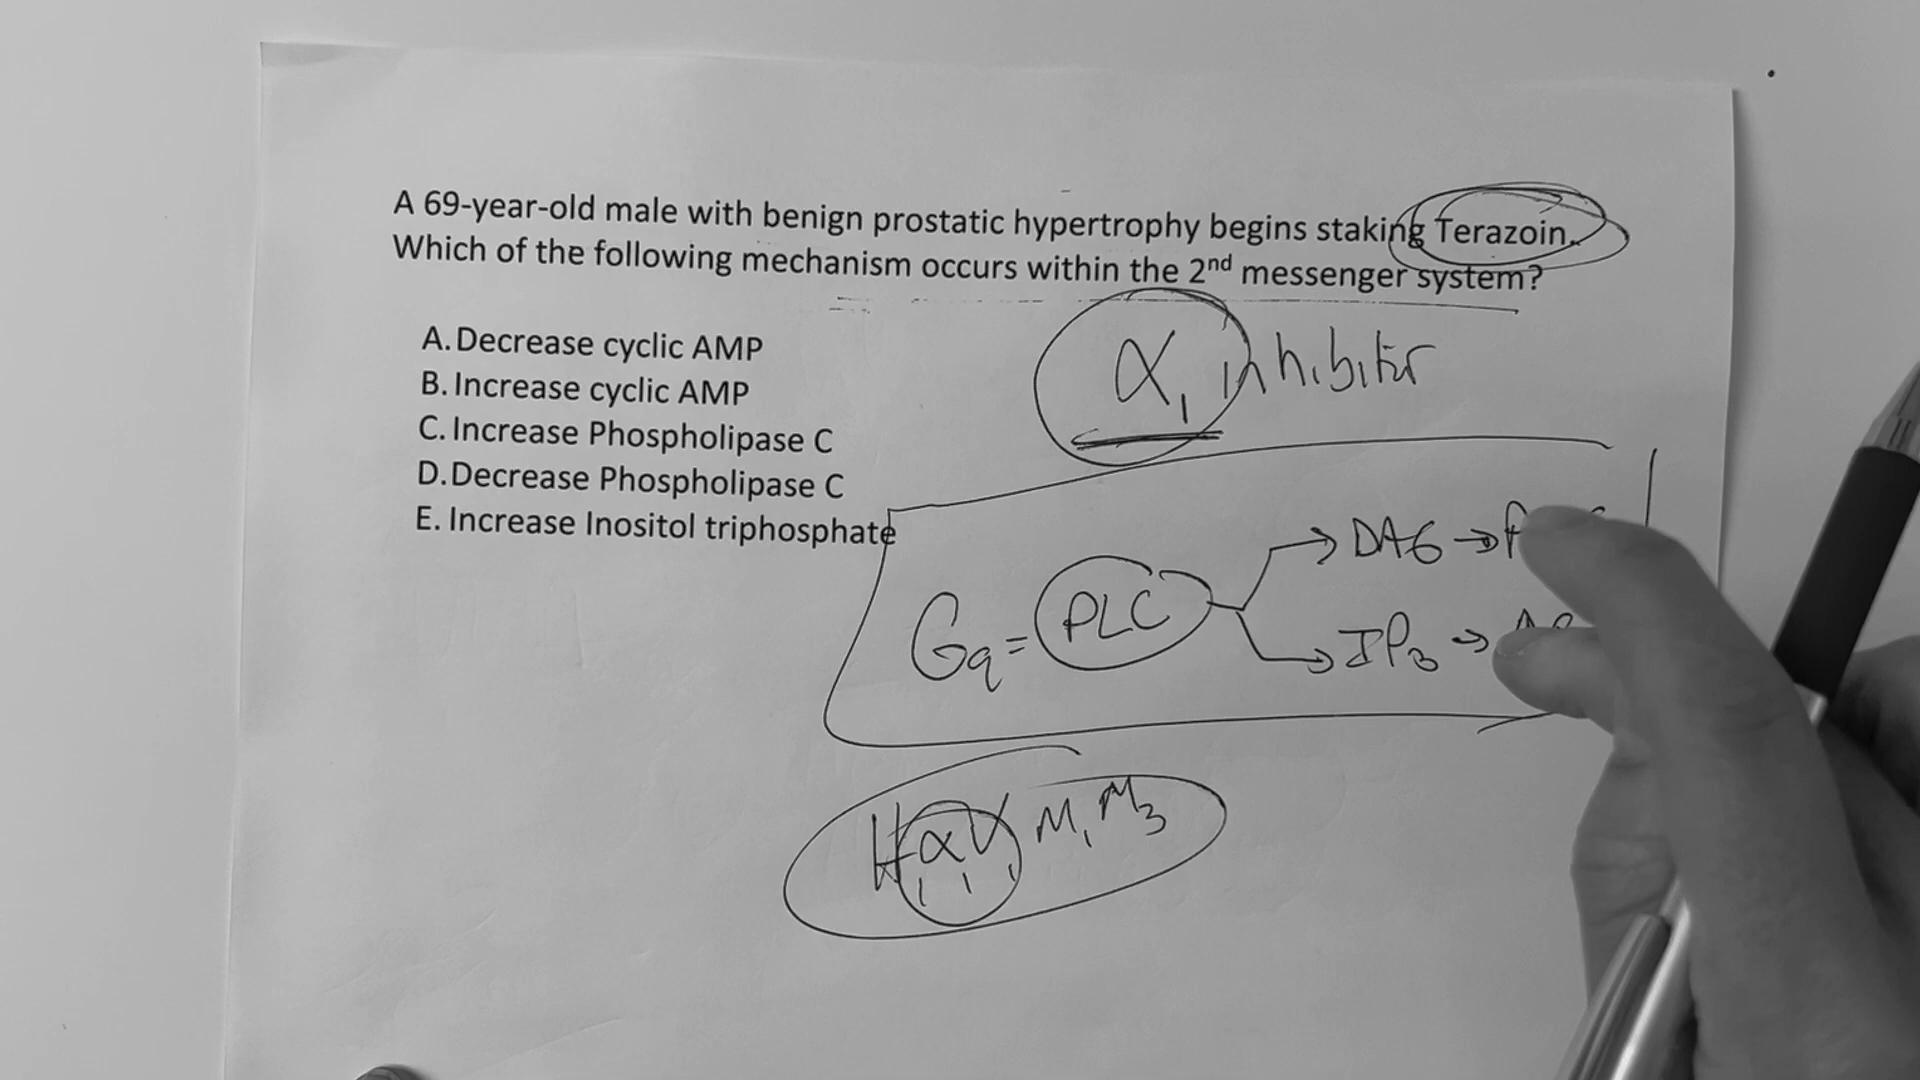 A 69-year-old male with benign prostatic hypertrophy begins staking Terazoin.
Which of the following mechanism occurs within the 2nd messenger system?
A. Decrease cyclic AMP
B. Increase cyclic AMP
C. Increase Phospholipase C
D. Decrease Phospholipase C
E. Increase Inositol triphosphate
α1 inhibitor
→ DAG →
Gq = PLC
→ IP3 →
H1 α1 V1 M1 M3